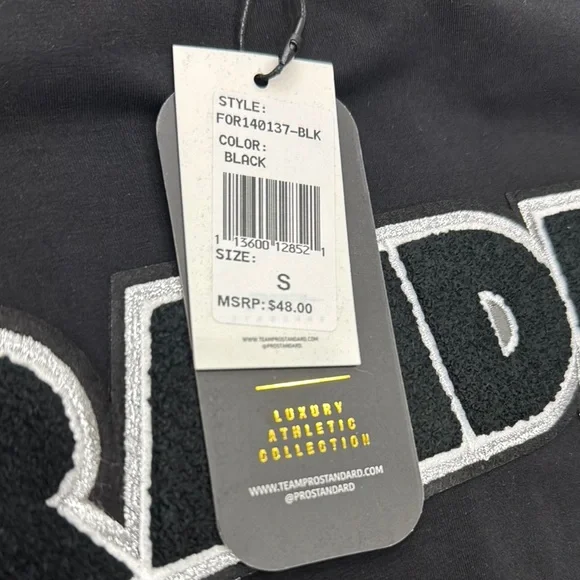 STYLE:
FOR140137-BLK
COLOR:
BLACK
1 13600 12852 1
SIZE:
S
MSRP: $48.00
WWW.TEAMPROSTANDARD.COM
@PROSTANDARD
LUXURY
ATHLETIC
COLLECTION
WWW.TEAMPROSTANDARD.COM
@PROSTANDARD